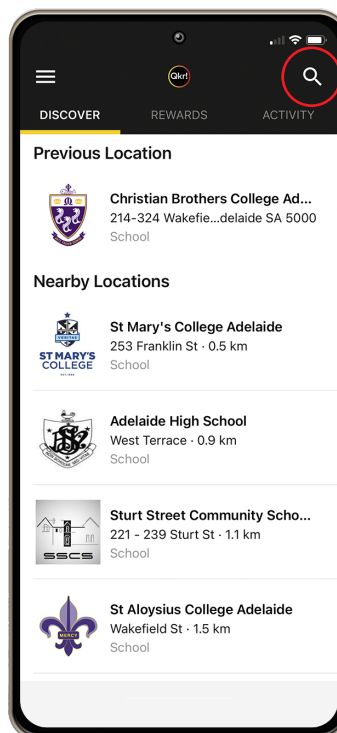 Qkr!
DISCOVER REWARDS ACTIVITY
Previous Location
Christian Brothers College Ad...
214-324 Wakefie...delaide SA 5000
School
Nearby Locations
VERITAS
ST MARY'S
COLLEGE
St Mary's College Adelaide
253 Franklin St · 0.5 km
School
Adelaide High School
West Terrace · 0.9 km
School
SSCS
Sturt Street Community Scho...
221 - 239 Sturt St · 1.1 km
School
MERCY
St Aloysius College Adelaide
Wakefield St · 1.5 km
School